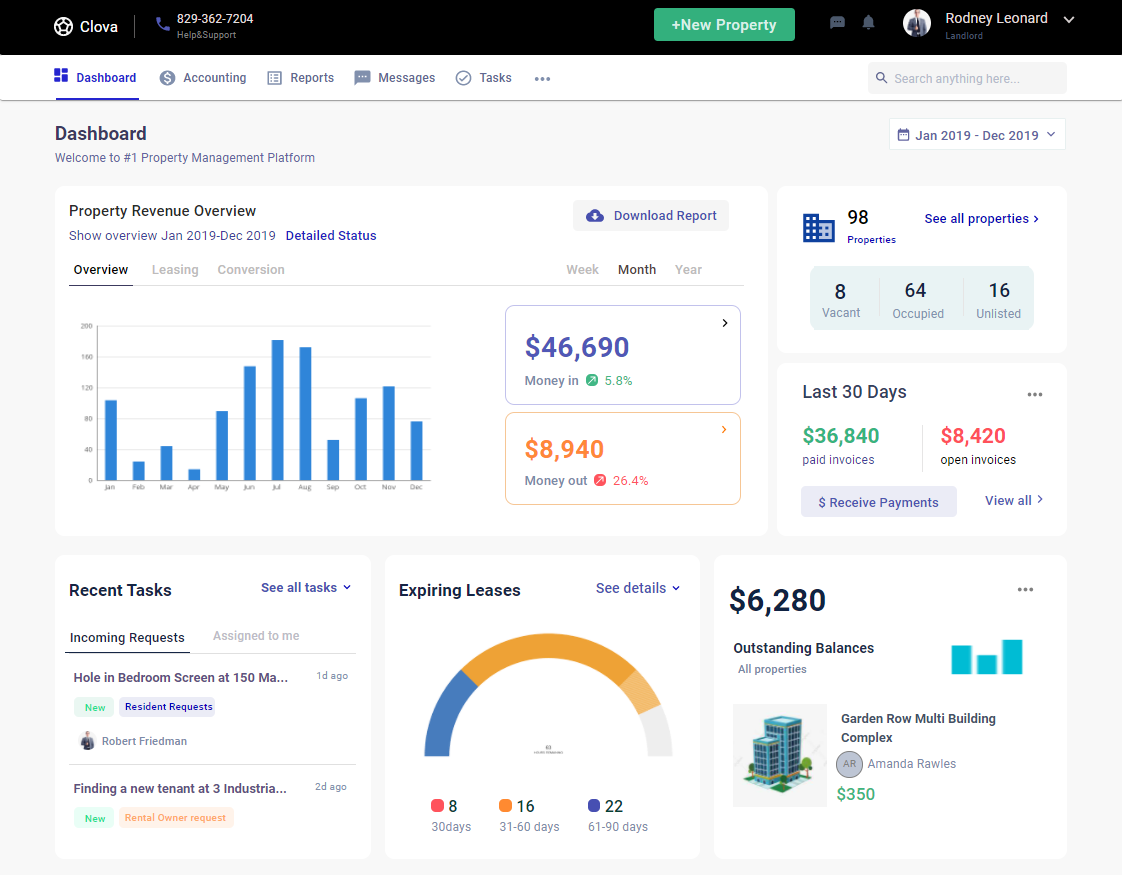 Clova
829-362-7204
Help&Support
+New Property
Rodney Leonard
Landlord
Dashboard
Accounting
Reports
Messages
Tasks
Search anything here...
Dashboard
Welcome to #1 Property Management Platform
Jan 2019 - Dec 2019
Property Revenue Overview
Show overview Jan 2019-Dec 2019 Detailed Status
Download Report
Overview Leasing Conversion
Week Month Year
200
160
120
80
40
0
Jan Feb Mar Apr May Jun Jul Aug Sep Oct Nov Dec
$46,690
Money in 5.8%
$8,940
Money out 26.4%
98
Properties
See all properties
8 64 16
Vacant Occupied Unlisted
Last 30 Days
$36,840 $8,420
paid invoices open invoices
$ Receive Payments View all
Recent Tasks
See all tasks
Incoming Requests Assigned to me
Hole in Bedroom Screen at 150 Ma...
1d ago
New Resident Requests
Robert Friedman
Finding a new tenant at 3 Industria...
2d ago
New Rental Owner request
Expiring Leases
See details
8 16 22
30days 31-60 days 61-90 days
$6,280
Outstanding Balances
All properties
Garden Row Multi Building
Complex
AR Amanda Rawles
$350